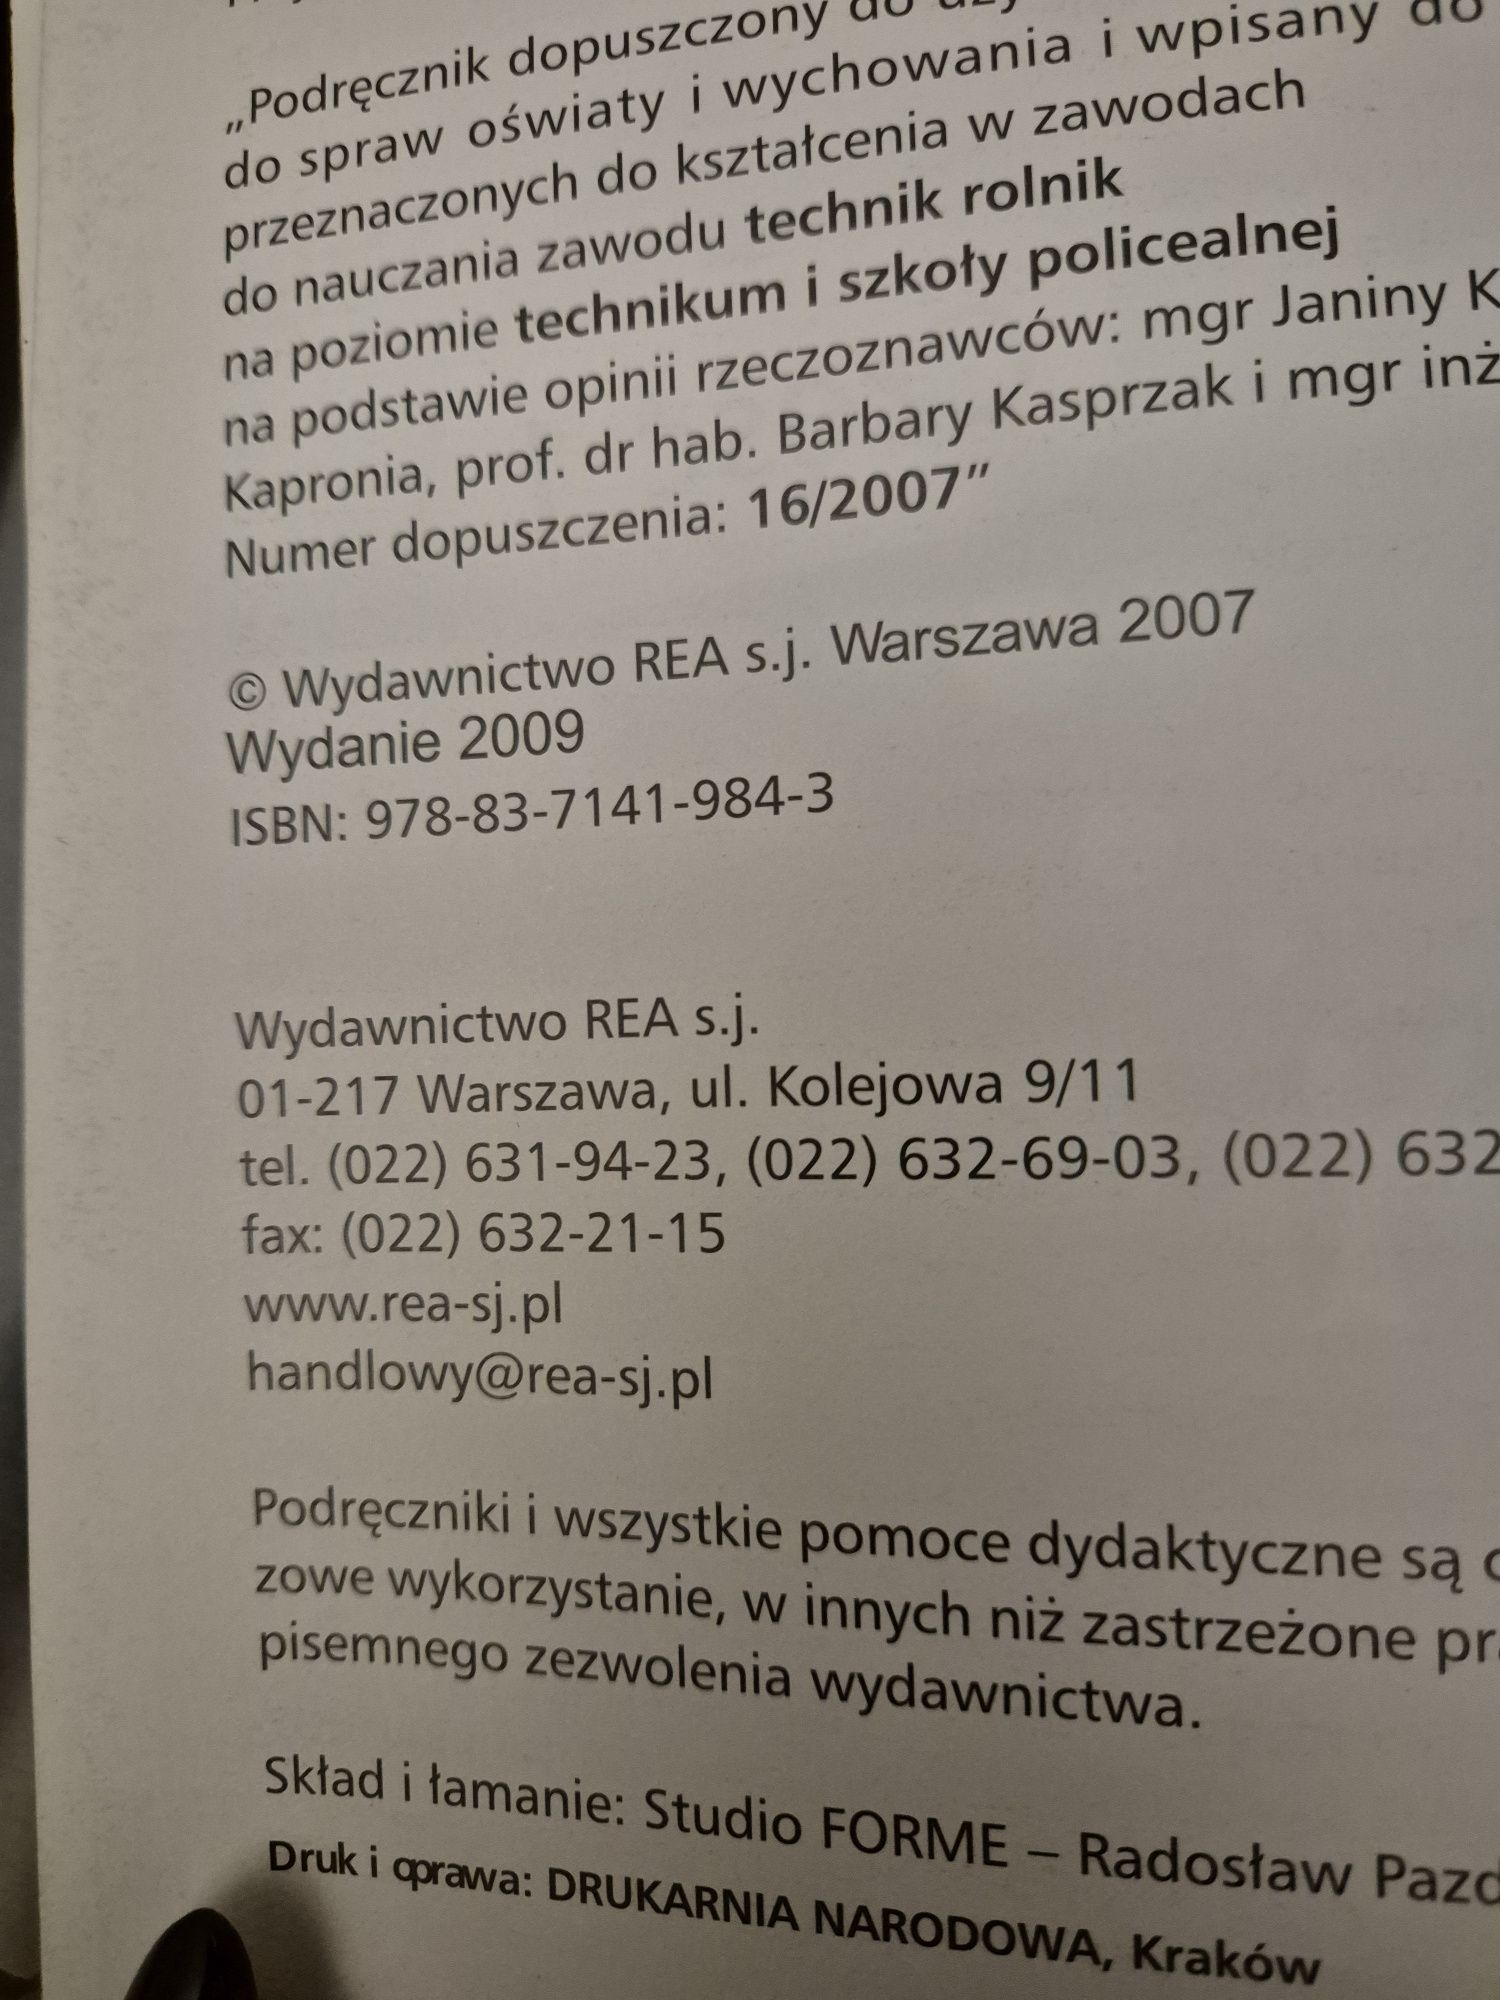 „Podręcznik dopuszczony do
do spraw oświaty i wychowania i wpisany do
przeznaczonych do kształcenia w zawodach
do nauczania zawodu technik rolnik
na poziomie technikum i szkoły policealnej
na podstawie opinii rzeczoznawców: mgr Janiny K
Kapronia, prof. dr hab. Barbary Kasprzak i mgr inż
Numer dopuszczenia: 16/2007”
© Wydawnictwo REA s.j. Warszawa 2007
Wydanie 2009
ISBN: 978-83-7141-984-3
Wydawnictwo REA s.j.
01-217 Warszawa, ul. Kolejowa 9/11
tel. (022) 631-94-23, (022) 632-69-03, (022) 632
fax: (022) 632-21-15
www.rea-sj.pl
handlowy@rea-sj.pl
Podręczniki i wszystkie pomoce dydaktyczne są
zowe wykorzystanie, w innych niż zastrzeżone pr
pisemnego zezwolenia wydawnictwa.
Skład i łamanie: Studio FORME – Radosław Pazd
Druk i oprawa: DRUKARNIA NARODOWA, Kraków